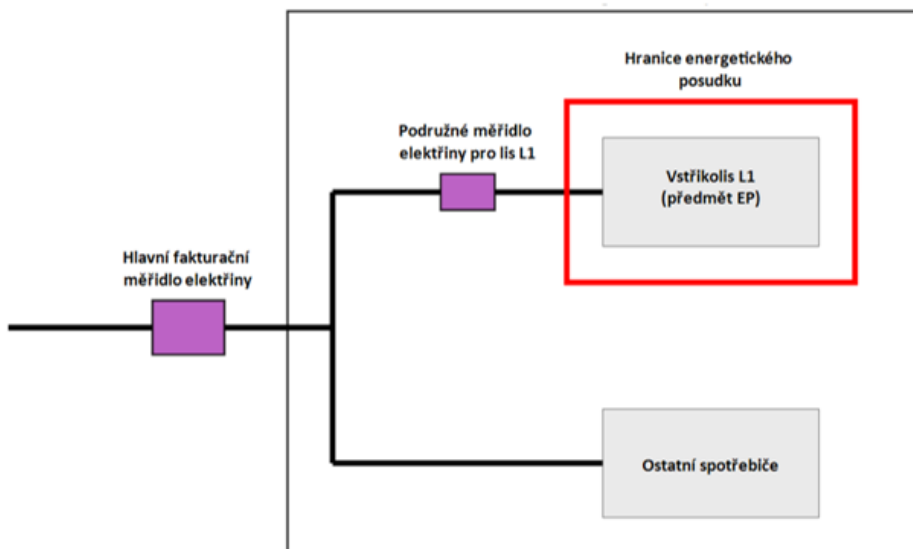 Hranice energetického
posudku
Podružné měřidlo
elektřiny pro lis L1
Vstřikolis L1
(předmět EP)
Hlavní fakturační
měřidlo elektřiny
Ostatní spotřebiče